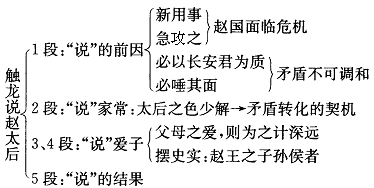 触龙说赵太后
1段:“说”的前因
新用事
急攻之
赵国面临危机
必以长安君为质
必唾其面
矛盾不可调和
2段:“说”家常:太后之色少解→矛盾转化的契机
3、4段:“说”爱子
父母之爱,则为之计深远
摆史实:赵王之子孙侯者
5段:“说”的结果